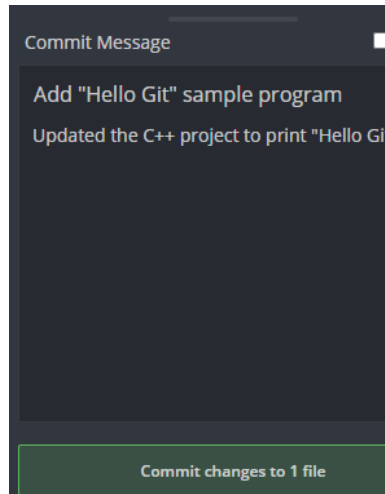 Commit Message
Add "Hello Git" sample program
Updated the C++ project to print "Hello Gi
Commit changes to 1 file